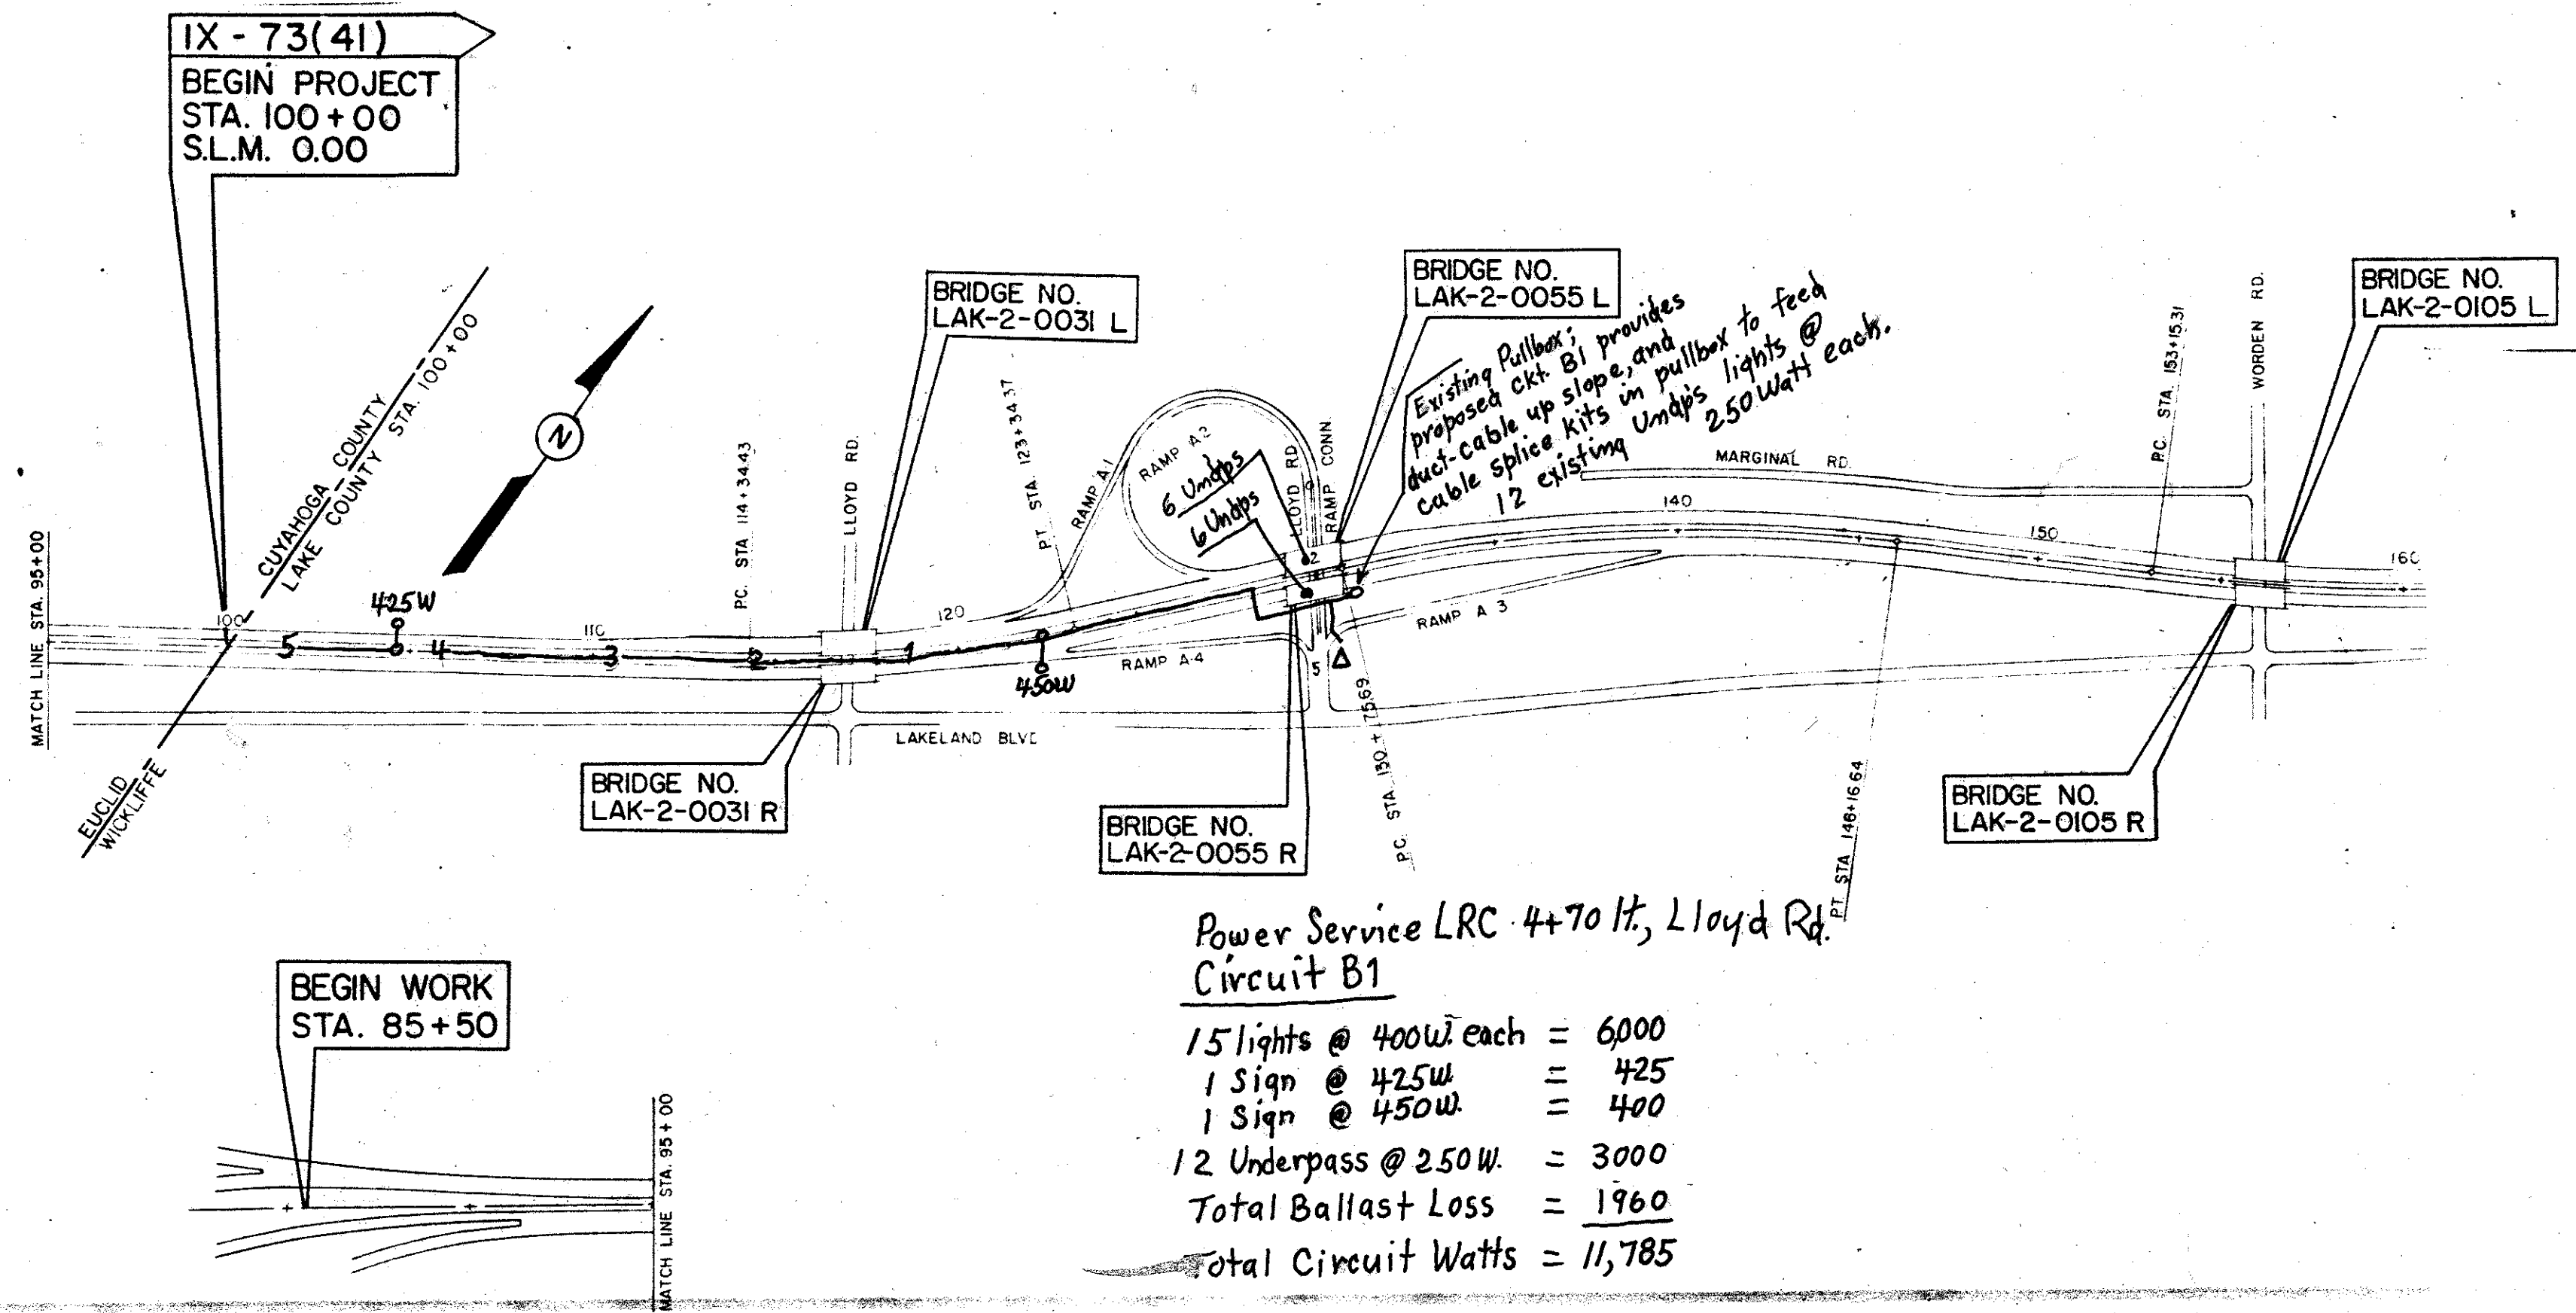 IX - 73(41)
BEGIN PROJECT
STA. 100+00
S.L.M. 0.00
CUYAHOGA COUNTY
LAKE COUNTY STA. 100+00
EUCLID
WICKLIFFE
MATCH LINE STA. 95+00
N
BRIDGE NO.
LAK-2-0031 L
BRIDGE NO.
LAK-2-0055 L
BRIDGE NO.
LAK-2-0105 L
Existing Pullbox;
proposed ckt. B1 provides
duct-cable up slope, and
cable splice kits in pullbox to feed
12 existing Undp's lights @
250 Watt each.
P.C. STA 114+34.43
LLOYD RD.
PT STA. 123+34.37
RAMP A-1
RAMP A 2
6 Undps
6 Undps
LLOYD RD
RAMP CONN
MARGINAL RD.
P.C. STA. 153+15.31
WORDEN RD.
100
5
425W
4
110
3
2
1
120
450W
2
5
140
150
160
RAMP A-4
RAMP A 3
LAKELAND BLVD
P.C. STA. 130+75.69
PT STA 146+16.64
BRIDGE NO.
LAK-2-0031 R
BRIDGE NO.
LAK-2-0055 R
BRIDGE NO.
LAK-2-0105 R
BEGIN WORK
STA. 85+50
MATCH LINE STA. 95+00
Power Service LRC 4+70 lt., Lloyd Rd.
Circuit B1
15 lights @ 400W. each = 6,000
1 Sign @ 425W = 425
1 Sign @ 450W. = 400
12 Underpass @ 250W. = 3000
Total Ballast Loss = 1960
Total Circuit Watts = 11,785